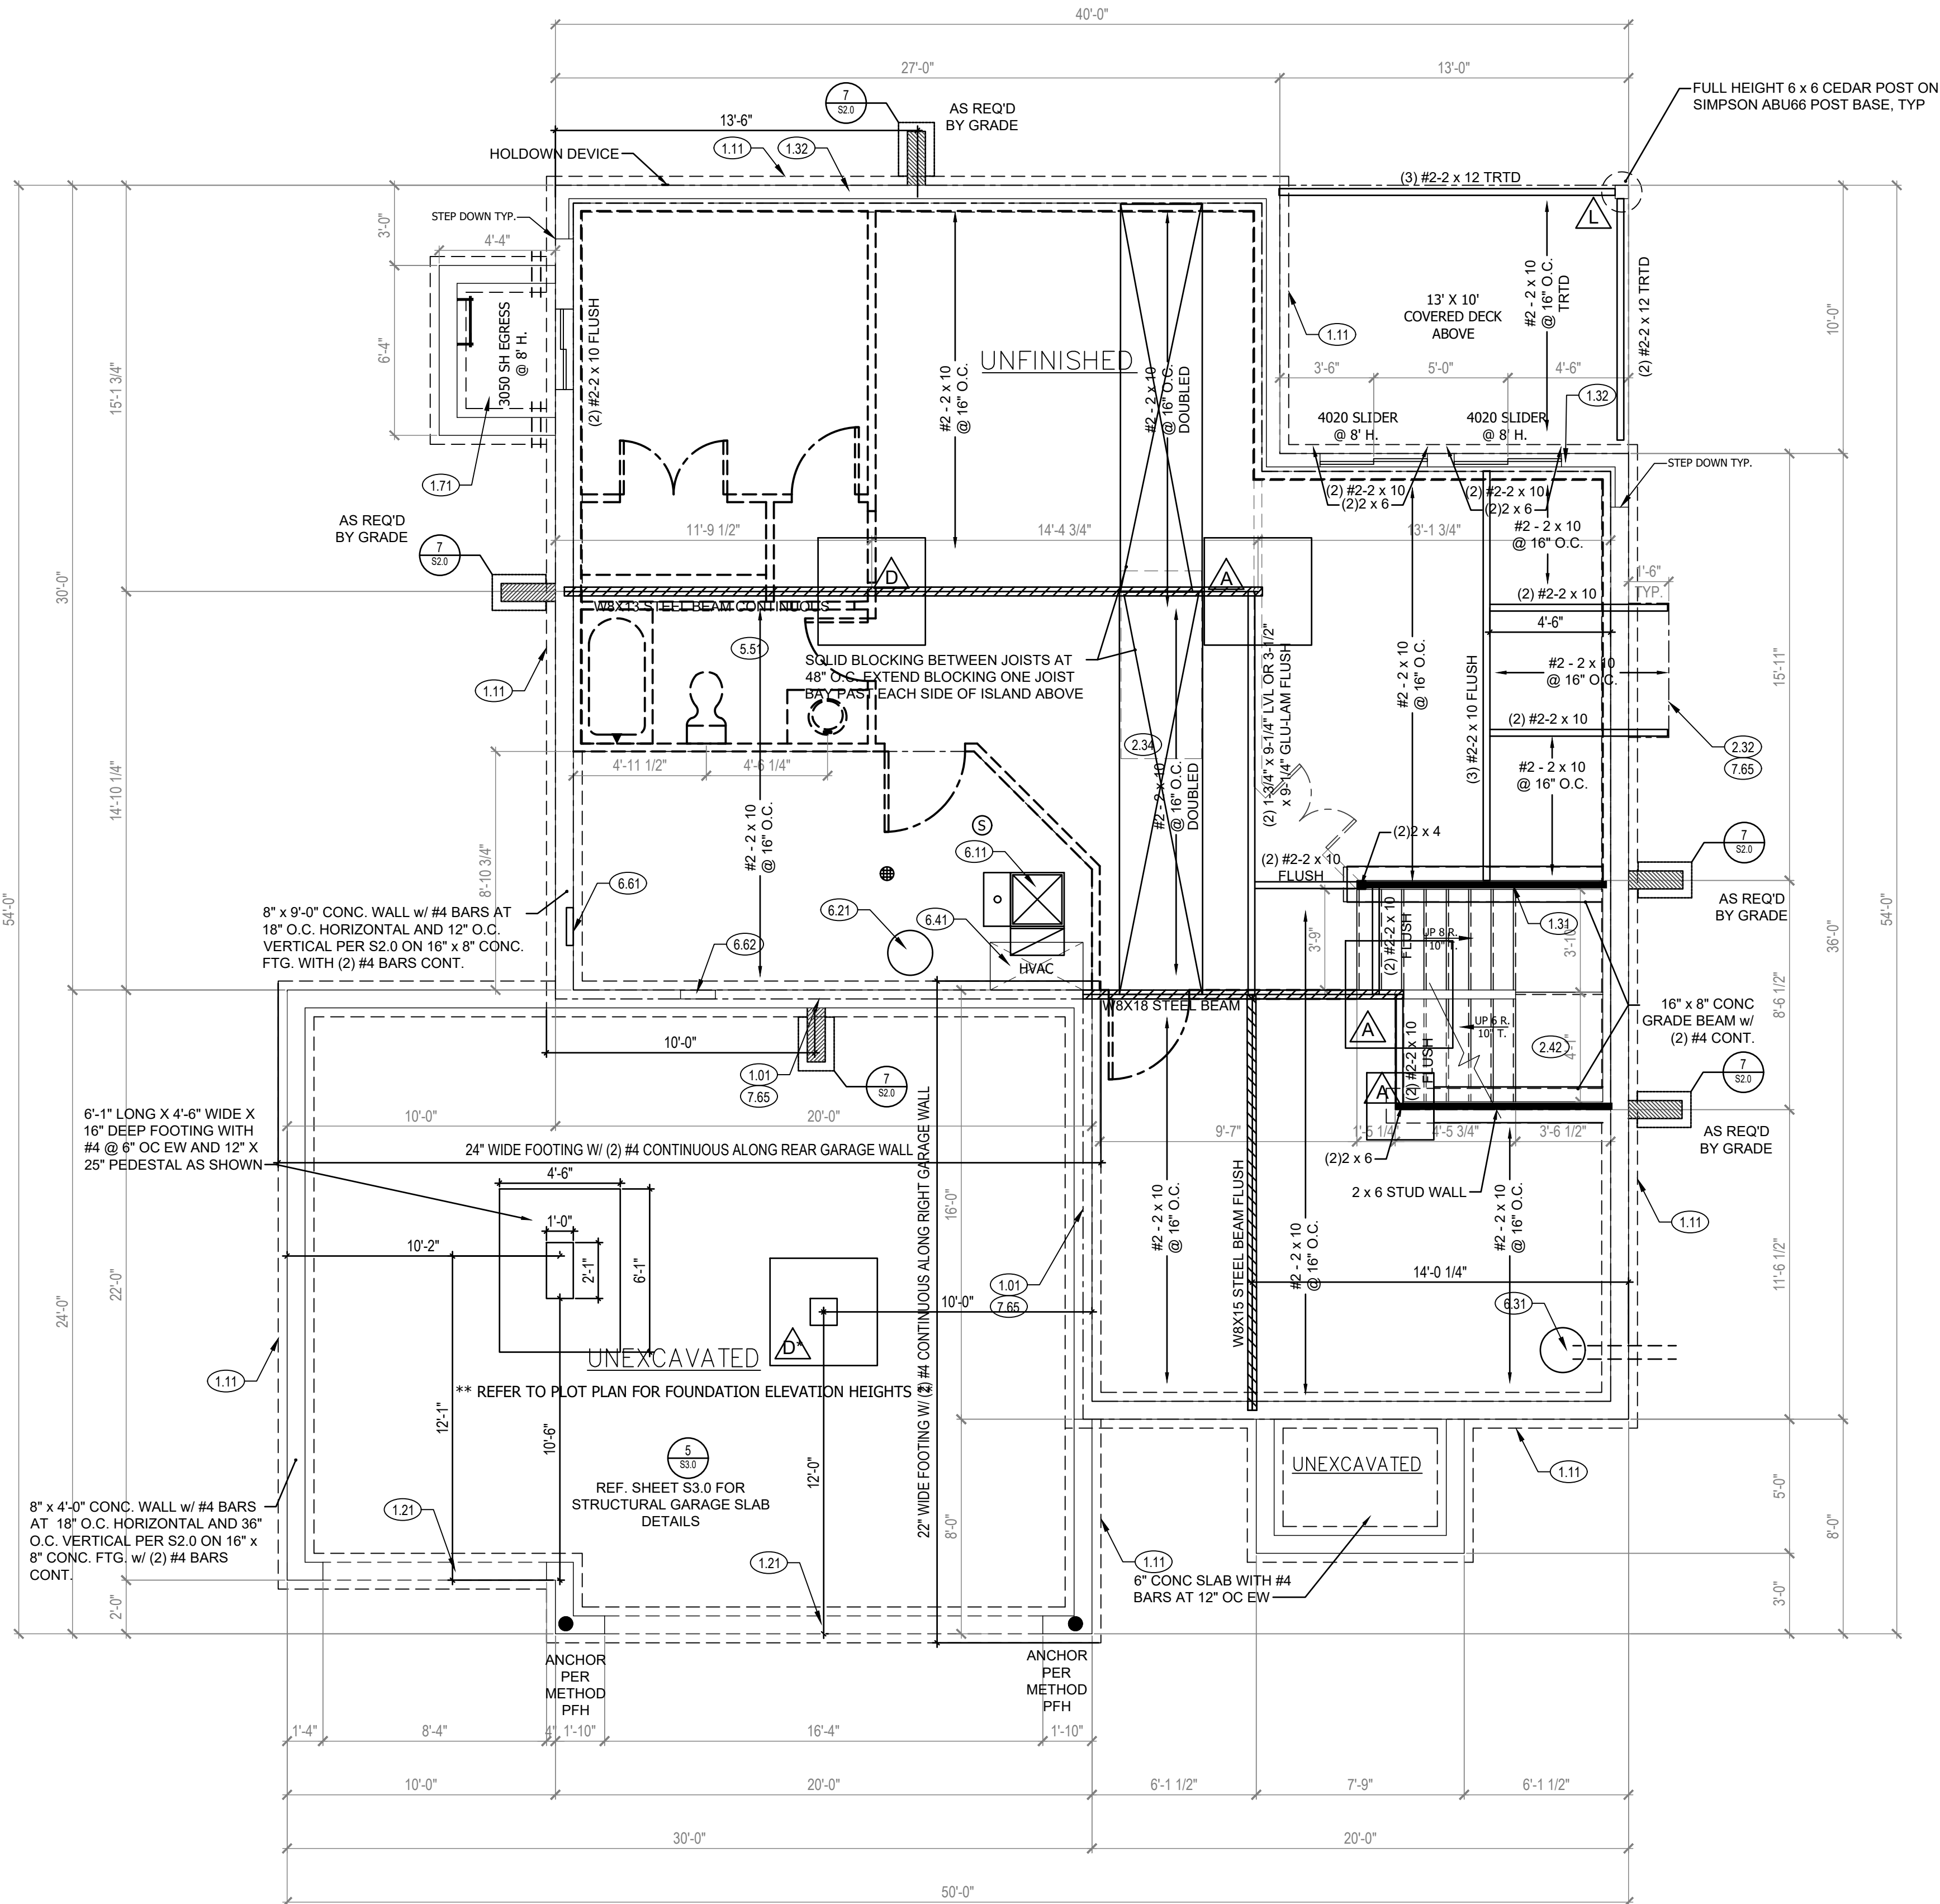 40'-0"
27'-0"
13'-0"
FULL HEIGHT 6 x 6 CEDAR POST ON
SIMPSON ABU66 POST BASE, TYP
7
S2.0
AS REQ'D
BY GRADE
13'-6"
1.11
1.32
HOLDOWN DEVICE
(3) #2-2 x 12 TRTD
L
STEP DOWN TYP.
3'-0"
4'-4"
6'-4"
3050 SH EGRESS
@ 8' H.
(2) #2-2 x 10 FLUSH
#2 - 2 x 10
@ 16" O.C.
UNFINISHED
#2 - 2 x 10
@ 16" O.C.
DOUBLED
13' X 10'
COVERED DECK
ABOVE
#2 - 2 x 10
@ 16" O.C.
TRTD
(2) #2-2 x 12 TRTD
10'-0"
1.11
3'-6"
5'-0"
4'-6"
1.32
4020 SLIDER
@ 8' H.
4020 SLIDER
@ 8' H.
STEP DOWN TYP.
15'-1 3/4"
1.71
(2) #2-2 x 10
(2)2 x 6
(2) #2-2 x 10
(2)2 x 6
AS REQ'D
BY GRADE
7
S2.0
11'-9 1/2"
14'-4 3/4"
13'-1 3/4"
#2 - 2 x 10
@ 16" O.C.
D
A
1'-6"
TYP.
30'-0"
W8X13 STEEL BEAM CONTINUOUS
(2) #2-2 x 10
4'-6"
5.51
SOLID BLOCKING BETWEEN JOISTS AT
48" O.C. EXTEND BLOCKING ONE JOIST
BAY PAST EACH SIDE OF ISLAND ABOVE
(2) 1-3/4" x 9-1/4" LVL OR 3-1/2"
x 9-1/4" GLU-LAM FLUSH
#2 - 2 x 10
@ 16" O.C.
(3) #2-2 x 10 FLUSH
#2 - 2 x 10
@ 16" O.C.
15'-11"
1.11
(2) #2-2 x 10
2.34
2.32
7.65
4'-11 1/2"
4'-6 1/4"
#2 - 2 x 10
@ 16" O.C.
DOUBLED
#2 - 2 x 10
@ 16" O.C.
14'-10 1/4"
#2 - 2 x 10
@ 16" O.C.
S
(2)2 x 4
6.11
7
S2.0
8'-10 3/4"
(2) #2-2 x 10
FLUSH
54'-0"
6.61
8" x 9'-0" CONC. WALL w/ #4 BARS AT
18" O.C. HORIZONTAL AND 12" O.C.
VERTICAL PER S2.0 ON 16" x 8" CONC.
FTG. WITH (2) #4 BARS CONT.
6.21
6.41
6.62
HVAC
3'-9"
(2) #2-2 x 10
FLUSH
UP 8 R.
10" T.
1.31
3'-10"
AS REQ'D
BY GRADE
54'-0"
36'-0"
W8X18 STEEL BEAM
A
16" x 8" CONC
GRADE BEAM w/
(2) #4 CONT.
8'-6 1/2"
10'-0"
UP 6 R.
10" T.
2.42
4'-1"
(2) #2-2 x 10
FLUSH
1.01
7.65
7
S2.0
7
S2.0
A
6'-1" LONG X 4'-6" WIDE X
16" DEEP FOOTING WITH
#4 @ 6" OC EW AND 12" X
25" PEDESTAL AS SHOWN
10'-0"
20'-0"
24" WIDE FOOTING W/ (2) #4 CONTINUOUS ALONG REAR GARAGE WALL
9'-7"
1'-5 1/4"
4'-5 3/4"
3'-6 1/2"
AS REQ'D
BY GRADE
(2)2 x 6
2 x 6 STUD WALL
4'-6"
1'-0"
10'-2"
2'-1"
6'-1"
22" WIDE FOOTING W/ (2) #4 CONTINUOUS ALONG RIGHT GARAGE WALL
16'-0"
#2 - 2 x 10
@ 16" O.C.
W8X15 STEEL BEAM FLUSH
#2 - 2 x 10
@ 16" O.C.
#2 - 2 x 10
@ 16" O.C.
1.11
14'-0 1/4"
11'-6 1/2"
24'-0"
22'-0"
1.01
7.65
10'-0"
6.31
D*
UNEXCAVATED
1.11
** REFER TO PLOT PLAN FOR FOUNDATION ELEVATION HEIGHTS **
12'-1"
10'-6"
12'-0"
5
S3.0
REF. SHEET S3.0 FOR
STRUCTURAL GARAGE SLAB
DETAILS
UNEXCAVATED
1.11
5'-0"
8'-0"
8'-0"
8" x 4'-0" CONC. WALL w/ #4 BARS
AT 18" O.C. HORIZONTAL AND 36"
O.C. VERTICAL PER S2.0 ON 16" x
8" CONC. FTG. w/ (2) #4 BARS
CONT.
1.21
1.21
1.11
6" CONC SLAB WITH #4
BARS AT 12" OC EW
2'-0"
3'-0"
ANCHOR
PER
METHOD
PFH
ANCHOR
PER
METHOD
PFH
1'-4"
8'-4"
4"
1'-10"
16'-4"
1'-10"
10'-0"
20'-0"
6'-1 1/2"
7'-9"
6'-1 1/2"
30'-0"
20'-0"
50'-0"